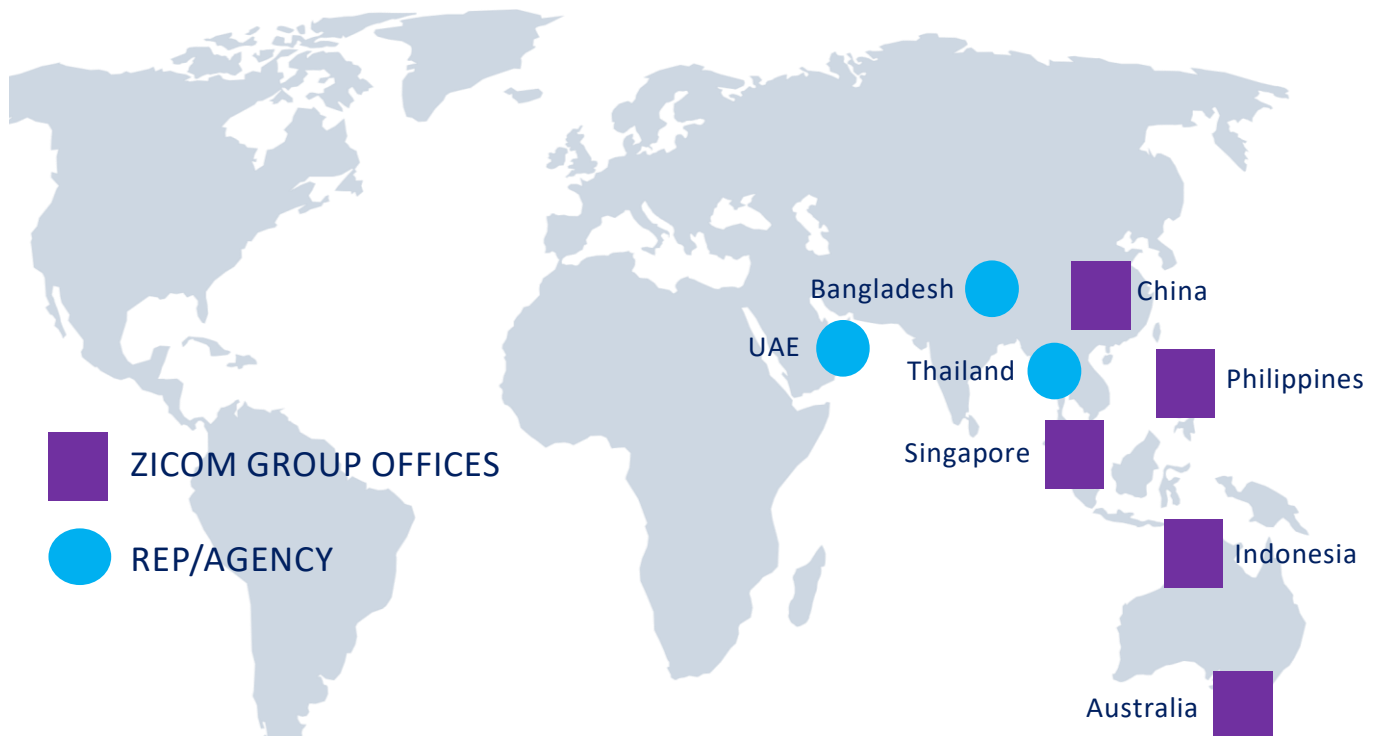 Bangladesh
China
UAE
Thailand
Philippines
Singapore
ZICOM GROUP OFFICES
REP/AGENCY
Indonesia
Australia